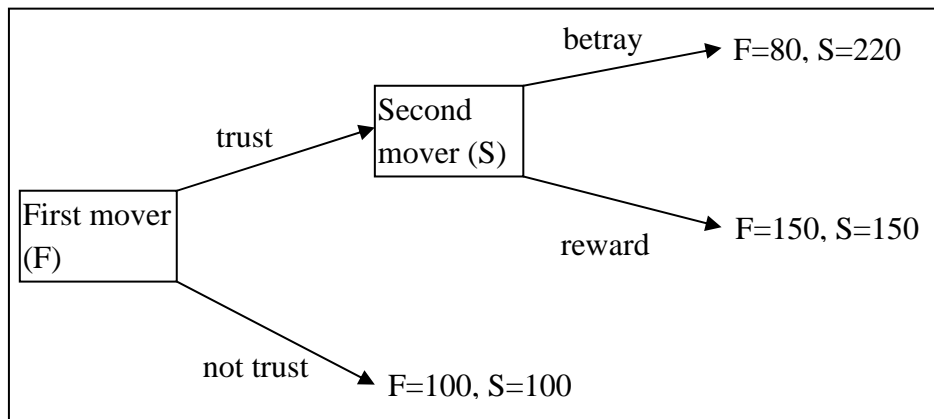 betray
F=80, S=220
Second
mover (S)
trust
First mover
(F)
F=150, S=150
reward
not trust
F=100, S=100